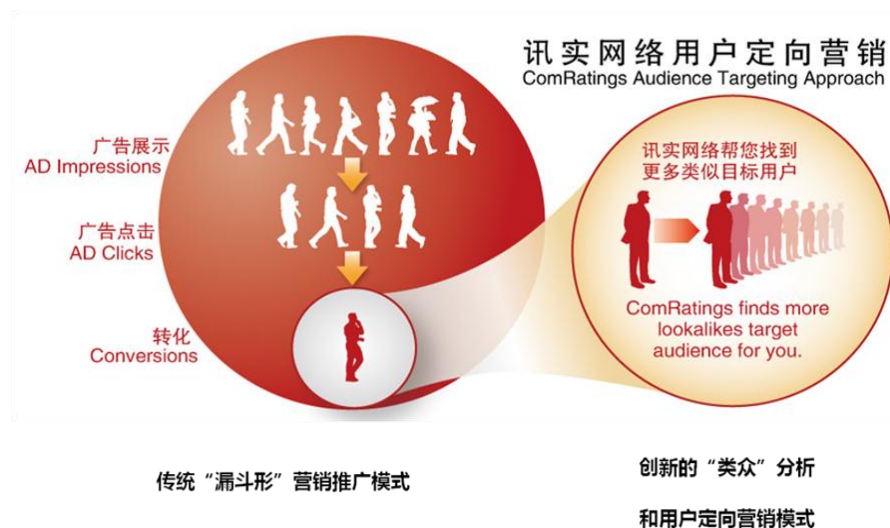 讯实网络用户定向营销
ComRatings Audience Targeting Approach
广告展示
AD Impressions
广告点击
AD Clicks
转化
Conversions
讯实网络帮您找到
更多类似目标用户
ComRatings finds more
lookalikes target
audience for you.
传统“漏斗形”营销推广模式
创新的“类众”分析
和用户定向营销模式